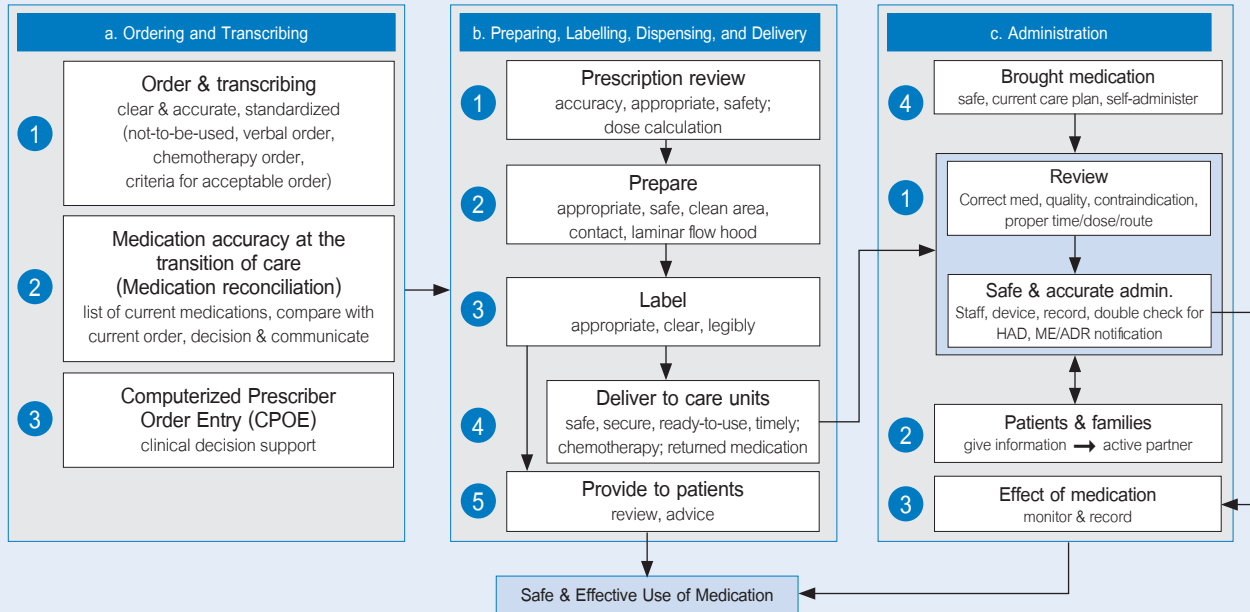 a. Ordering and Transcribing
1
Order & transcribing
clear & accurate, standardized
(not-to-be-used, verbal order,
chemotherapy order,
criteria for acceptable order)
2
Medication accuracy at the
transition of care
(Medication reconciliation)
list of current medications, compare with
current order, decision & communicate
3
Computerized Prescriber
Order Entry (CPOE)
clinical decision support
b. Preparing, Labelling, Dispensing, and Delivery
1
Prescription review
accuracy, appropriate, safety;
dose calculation
2
Prepare
appropriate, safe, clean area,
contact, laminar flow hood
3
Label
appropriate, clear, legibly
4
Deliver to care units
safe, secure, ready-to-use, timely;
chemotherapy; returned medication
5
Provide to patients
review, advice
c. Administration
4
Brought medication
safe, current care plan, self-administer
1
Review
Correct med, quality, contraindication,
proper time/dose/route
Safe & accurate admin.
Staff, device, record, double check for
HAD, ME/ADR notification
2
Patients & families
give information → active partner
3
Effect of medication
monitor & record
Safe & Effective Use of Medication